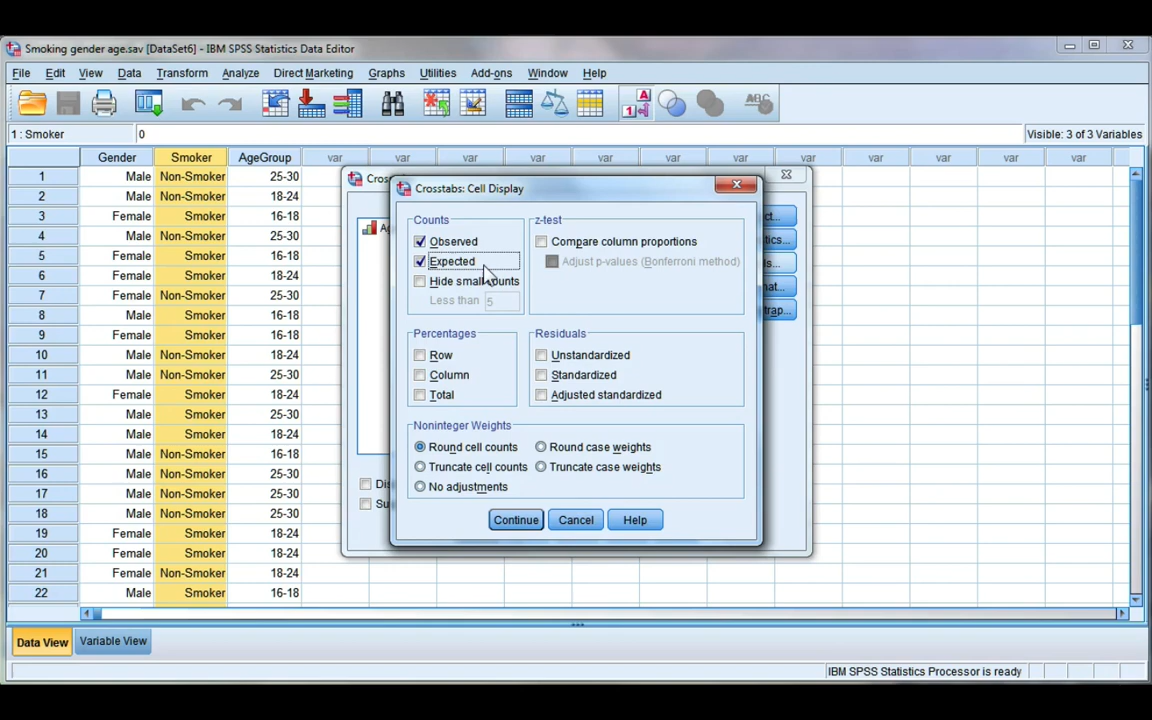 Smoking gender age.sav [DataSet6] - IBM SPSS Statistics Data Editor
File Edit View Data Transform Analyze Direct Marketing Graphs Utilities Add-ons Window Help
1 : Smoker 0 Visible: 3 of 3 Variables
Gender Smoker AgeGroup var var var var var var var var var var var var
1 Male Non-Smoker 25-30
2 Male Non-Smoker 18-24
3 Female Smoker 16-18
4 Male Non-Smoker 25-30
5 Female Smoker 16-18
6 Female Smoker 18-24
7 Female Non-Smoker 25-30
8 Male Smoker 16-18
9 Female Smoker 16-18
10 Male Non-Smoker 18-24
11 Male Non-Smoker 25-30
12 Female Smoker 18-24
13 Male Smoker 25-30
14 Male Smoker 18-24
15 Male Non-Smoker 16-18
16 Male Non-Smoker 25-30
17 Male Non-Smoker 25-30
18 Male Non-Smoker 25-30
19 Female Smoker 18-24
20 Female Smoker 18-24
21 Female Non-Smoker 18-24
22 Male Smoker 16-18
Cros
A
ct...
tics...
ls...
mat...
trap...
Dis
Su
Crosstabs: Cell Display
Counts
Observed
Expected
Hide small counts
Less than 5
z-test
Compare column proportions
Adjust p-values (Bonferroni method)
Percentages
Row
Column
Total
Residuals
Unstandardized
Standardized
Adjusted standardized
Noninteger Weights
Round cell counts Round case weights
Truncate cell counts Truncate case weights
No adjustments
Continue Cancel Help
Data View Variable View
IBM SPSS Statistics Processor is ready